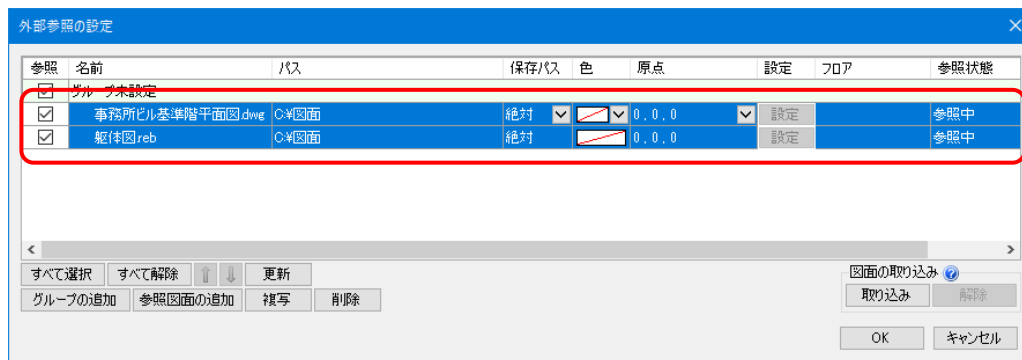 外部参照の設定
参照 名前 パス 保存パス 色 原点 設定 フロア 参照状態
グループ未設定
事務所ビル基準階平面図.dwg C:¥図面 絶対 0, 0, 0 設定 参照中
躯体図.reb C:¥図面 絶対 0, 0, 0 設定 参照中
すべて選択 すべて解除 更新 図面の取り込み
グループの追加 参照図面の追加 複写 削除 取り込み 解除
OK キャンセル